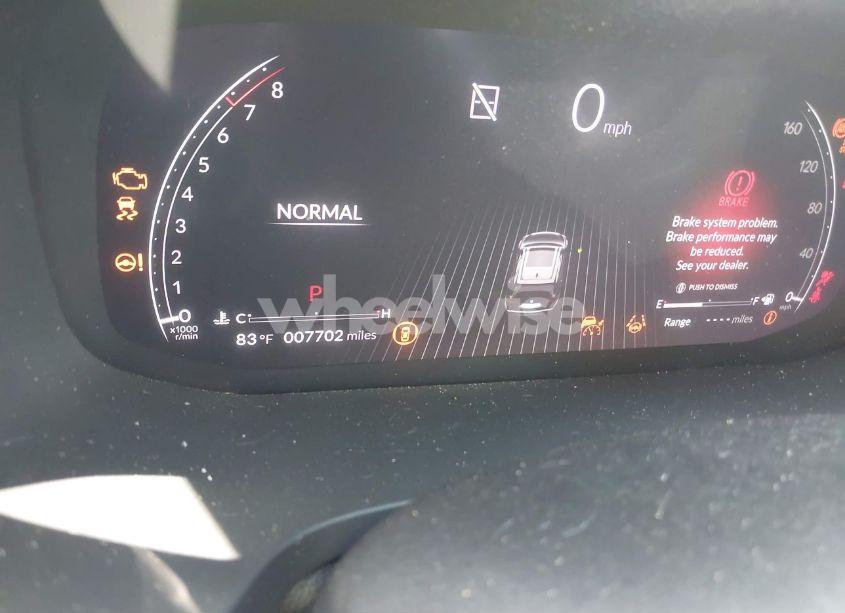 8
7
6
5
4
3
2
1
0
x1000
r/min
NORMAL
P
C
H
83 °F
007702 miles
0
mph
160
120
80
40
0
mph
BRAKE
Brake system problem.
Brake performance may
be reduced.
See your dealer.
PUSH TO DISMISS
E
F
Range
---- miles
wheelwise